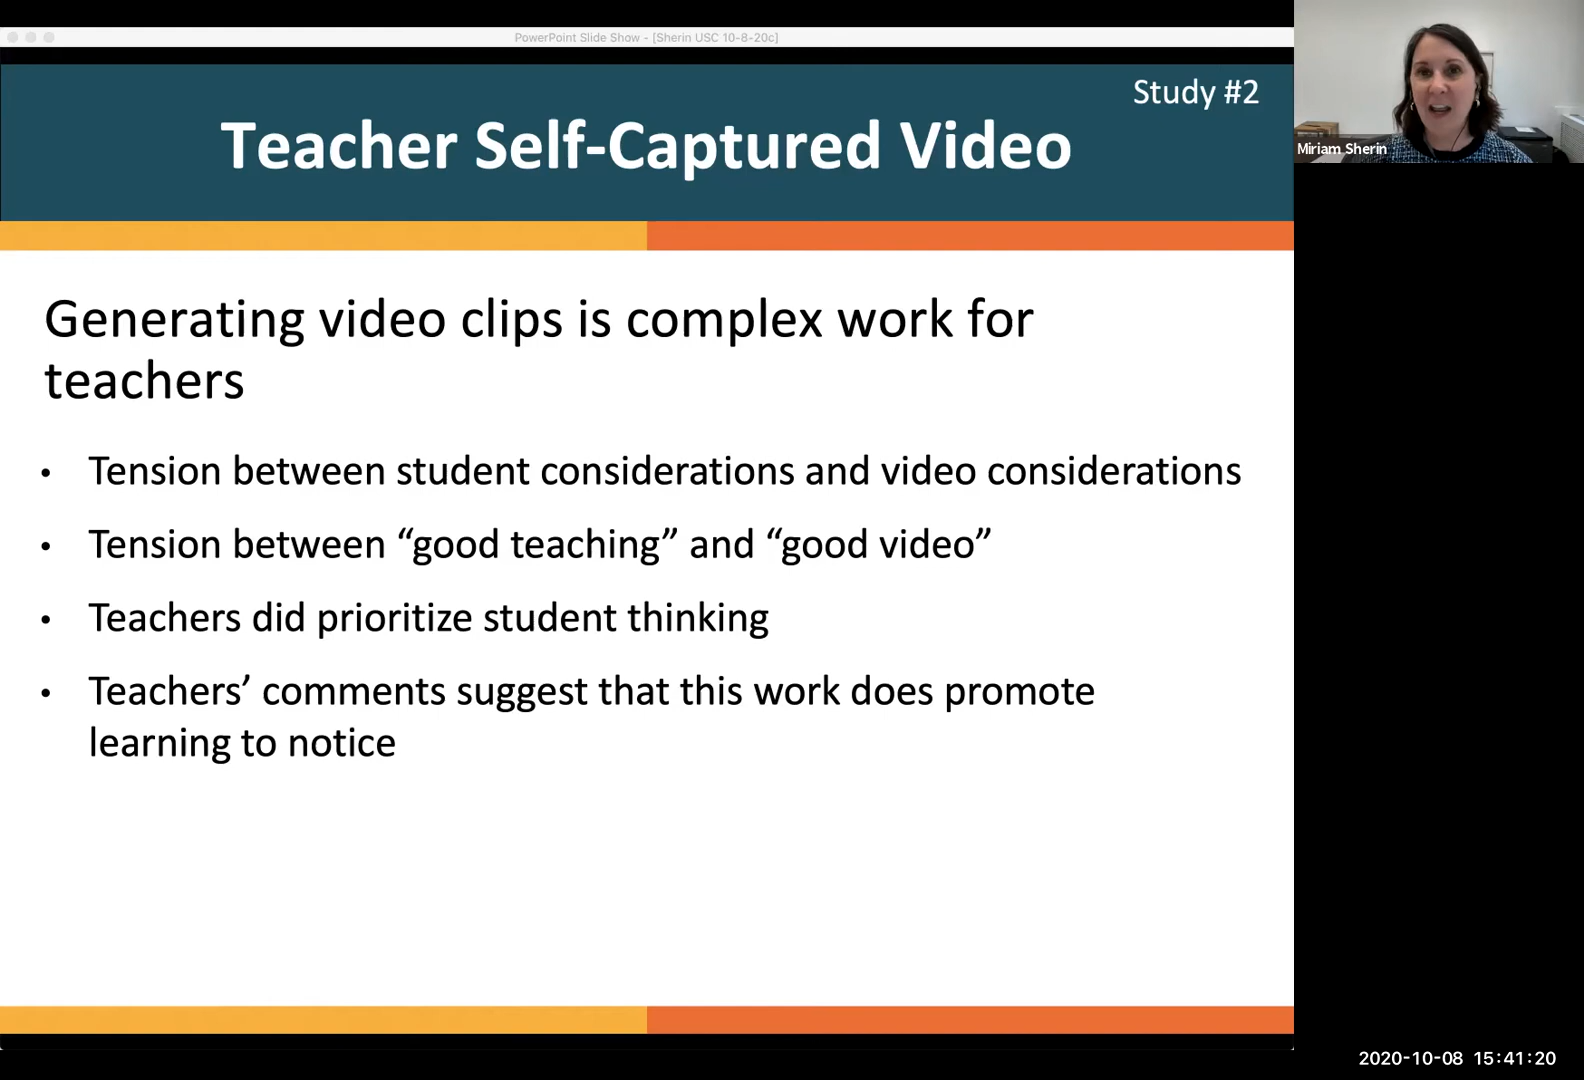 PowerPoint Slide Show - [Sherin USC 10-8-20c]
Study #2
Teacher Self-Captured Video
Miriam Sherin
Generating video clips is complex work for
teachers
• Tension between student considerations and video considerations
• Tension between “good teaching” and “good video”
• Teachers did prioritize student thinking
• Teachers’ comments suggest that this work does promote
learning to notice
2020-10-08 15:41:20